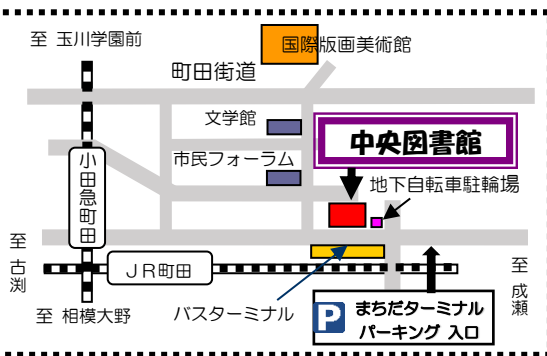 至 玉川学園前
国際版画美術館
町田街道
文学館
中央図書館
市民フォーラム
小田急町田
地下自転車駐輪場
至 古渕
JR町田
至 成瀬
至 相模大野
バスターミナル
P
まちだターミナル
パーキング 入口